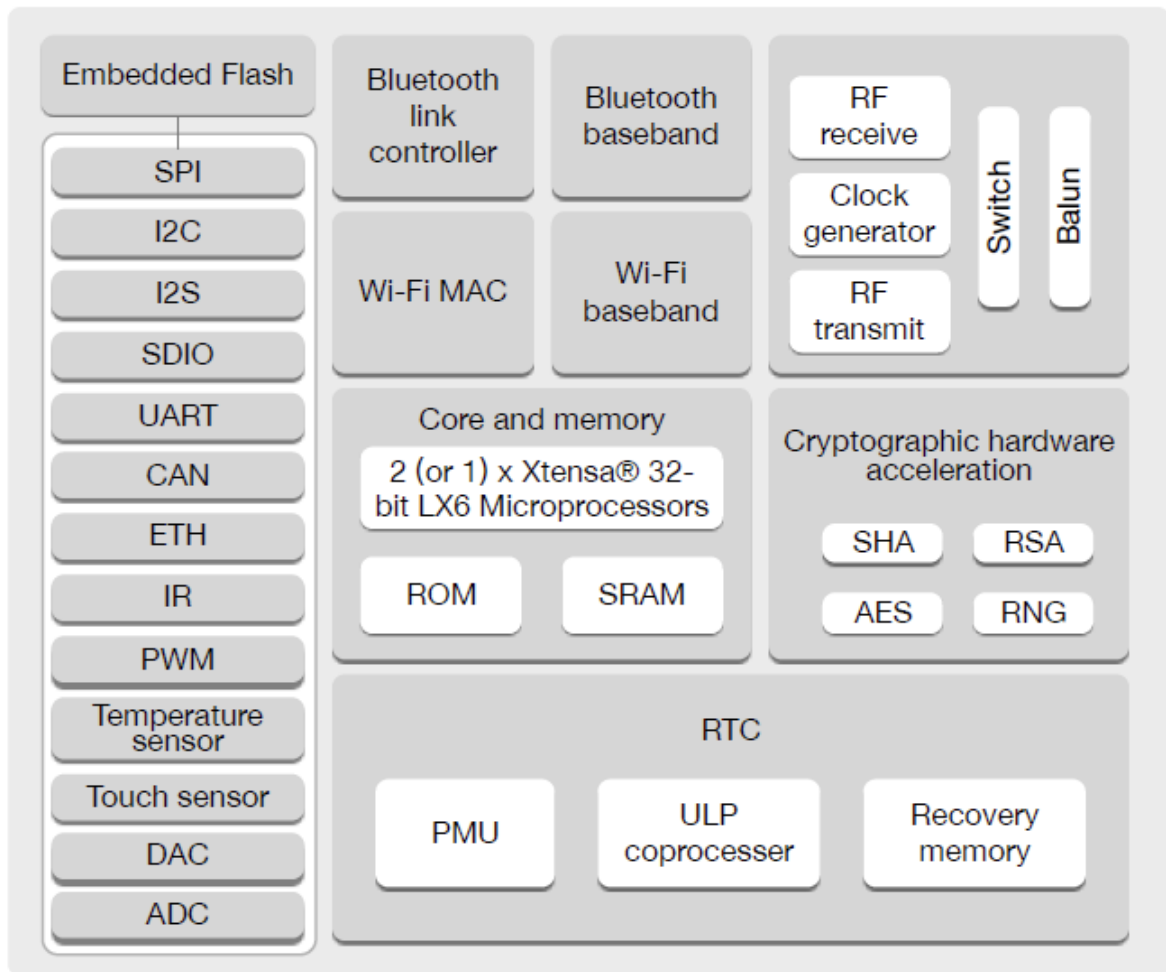 Embedded Flash
SPI
I2C
I2S
SDIO
UART
CAN
ETH
IR
PWM
Temperature
sensor
Touch sensor
DAC
ADC
Bluetooth
link
controller
Bluetooth
baseband
Wi-Fi MAC
Wi-Fi
baseband
RF
receive
Clock
generator
RF
transmit
Switch
Balun
Core and memory
2 (or 1) x Xtensa® 32-
bit LX6 Microprocessors
ROM
SRAM
Cryptographic hardware
acceleration
SHA
RSA
AES
RNG
RTC
PMU
ULP
coprocesser
Recovery
memory